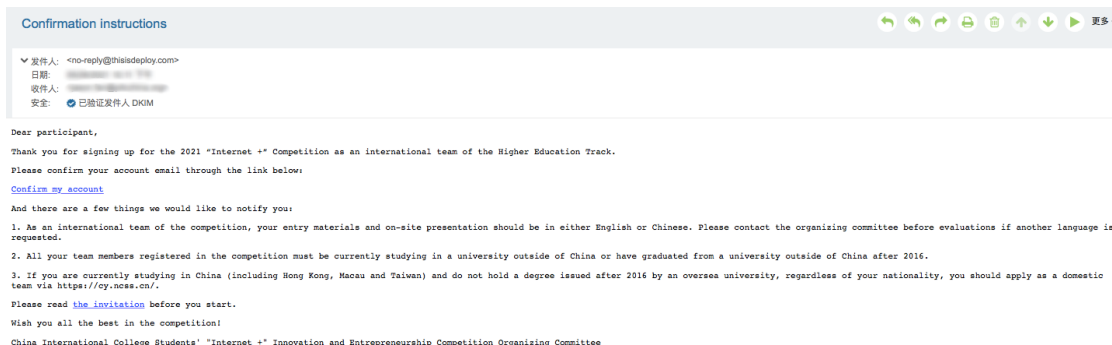 Confirmation instructions
更多
发件人: <no-reply@thisisdeploy.com>
日期:
收件人:
安全: 已验证发件人 DKIM
Dear participant,
Thank you for signing up for the 2021 “Internet +” Competition as an international team of the Higher Education Track.
Please confirm your account email through the link below:
Confirm my account
And there are a few things we would like to notify you:
1. As an international team of the competition, your entry materials and on-site presentation should be in either English or Chinese. Please contact the organizing committee before evaluations if another language is
requested.
2. All your team members registered in the competition must be currently studying in a university outside of China or have graduated from a university outside of China after 2016.
3. If you are currently studying in China (including Hong Kong, Macau and Taiwan) and do not hold a degree issued after 2016 by an oversea university, regardless of your nationality, you should apply as a domestic
team via https://cy.ncss.cn/.
Please read the invitation before you start.
Wish you all the best in the competition!
China International College Students' "Internet +" Innovation and Entrepreneurship Competition Organizing Committee